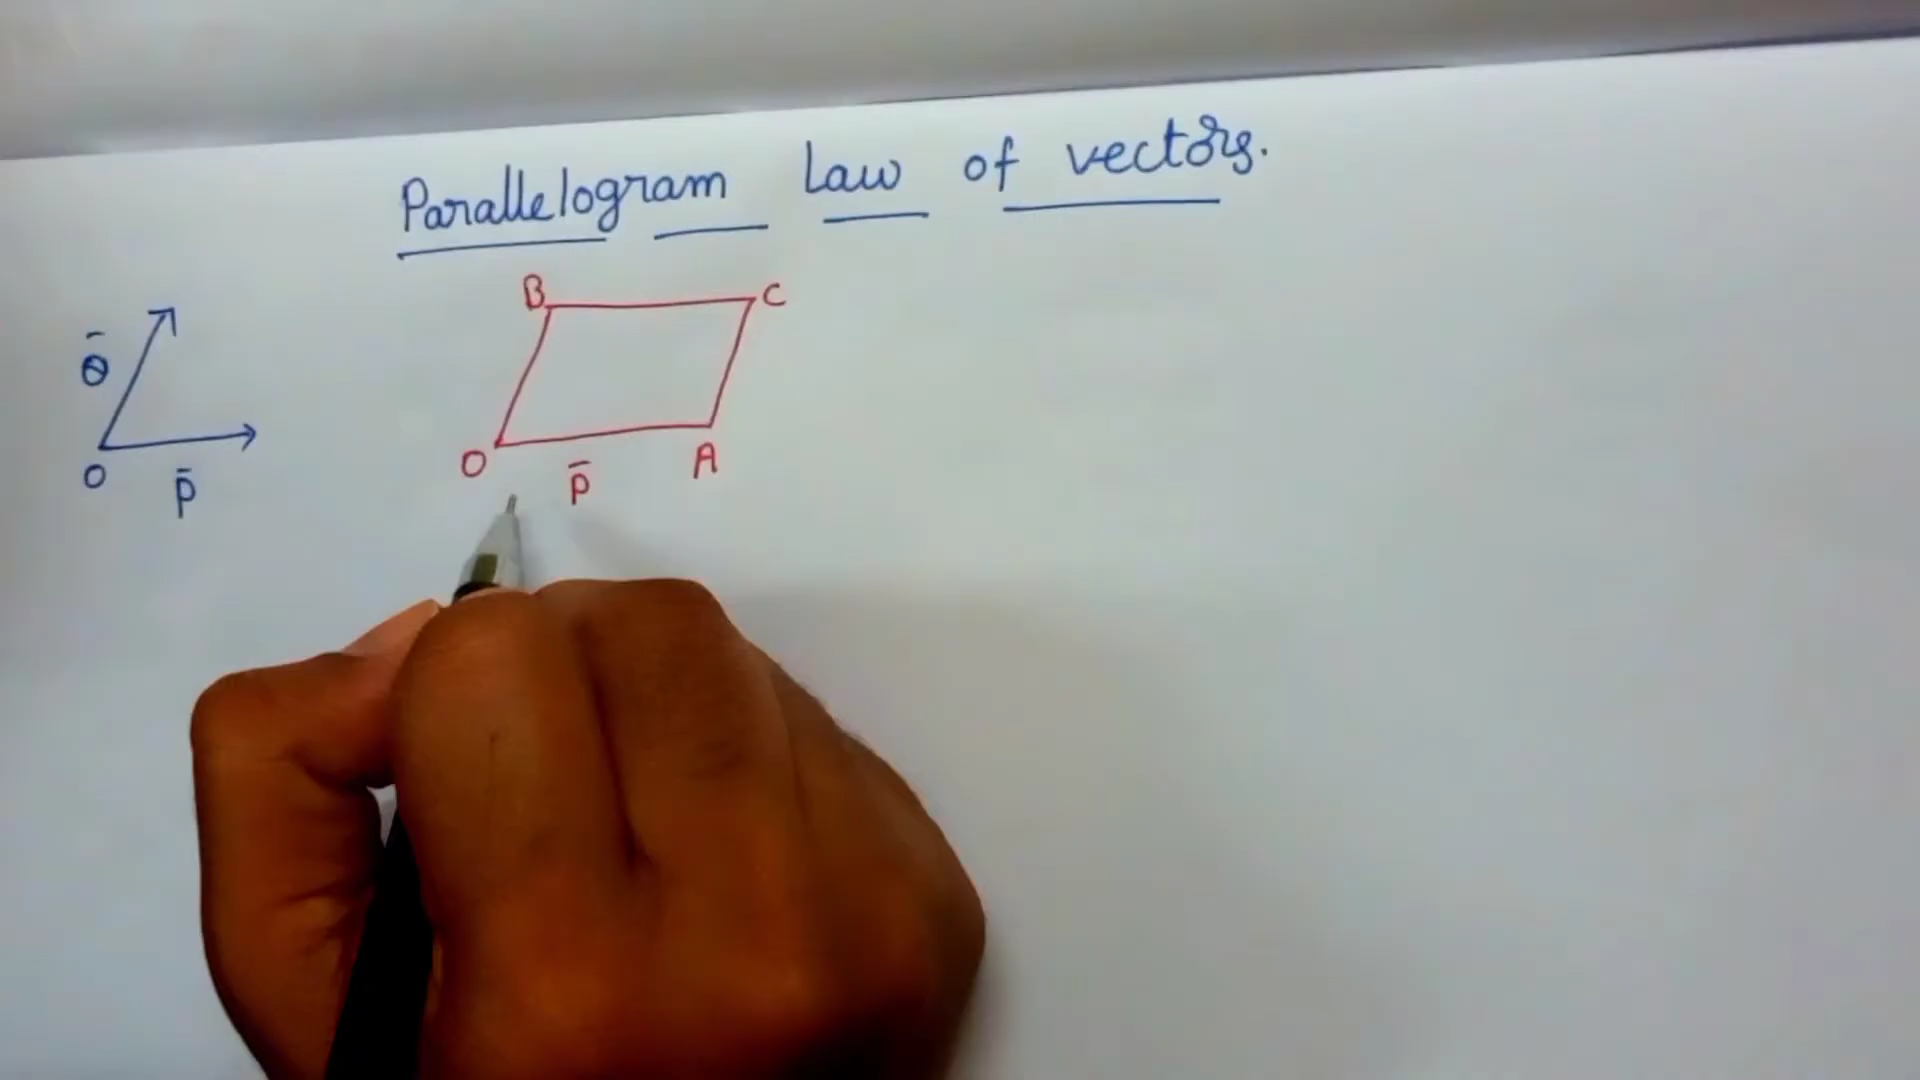 Parallelogram Law of vectors.
B C
Q̄
O A
O P̄
P̄